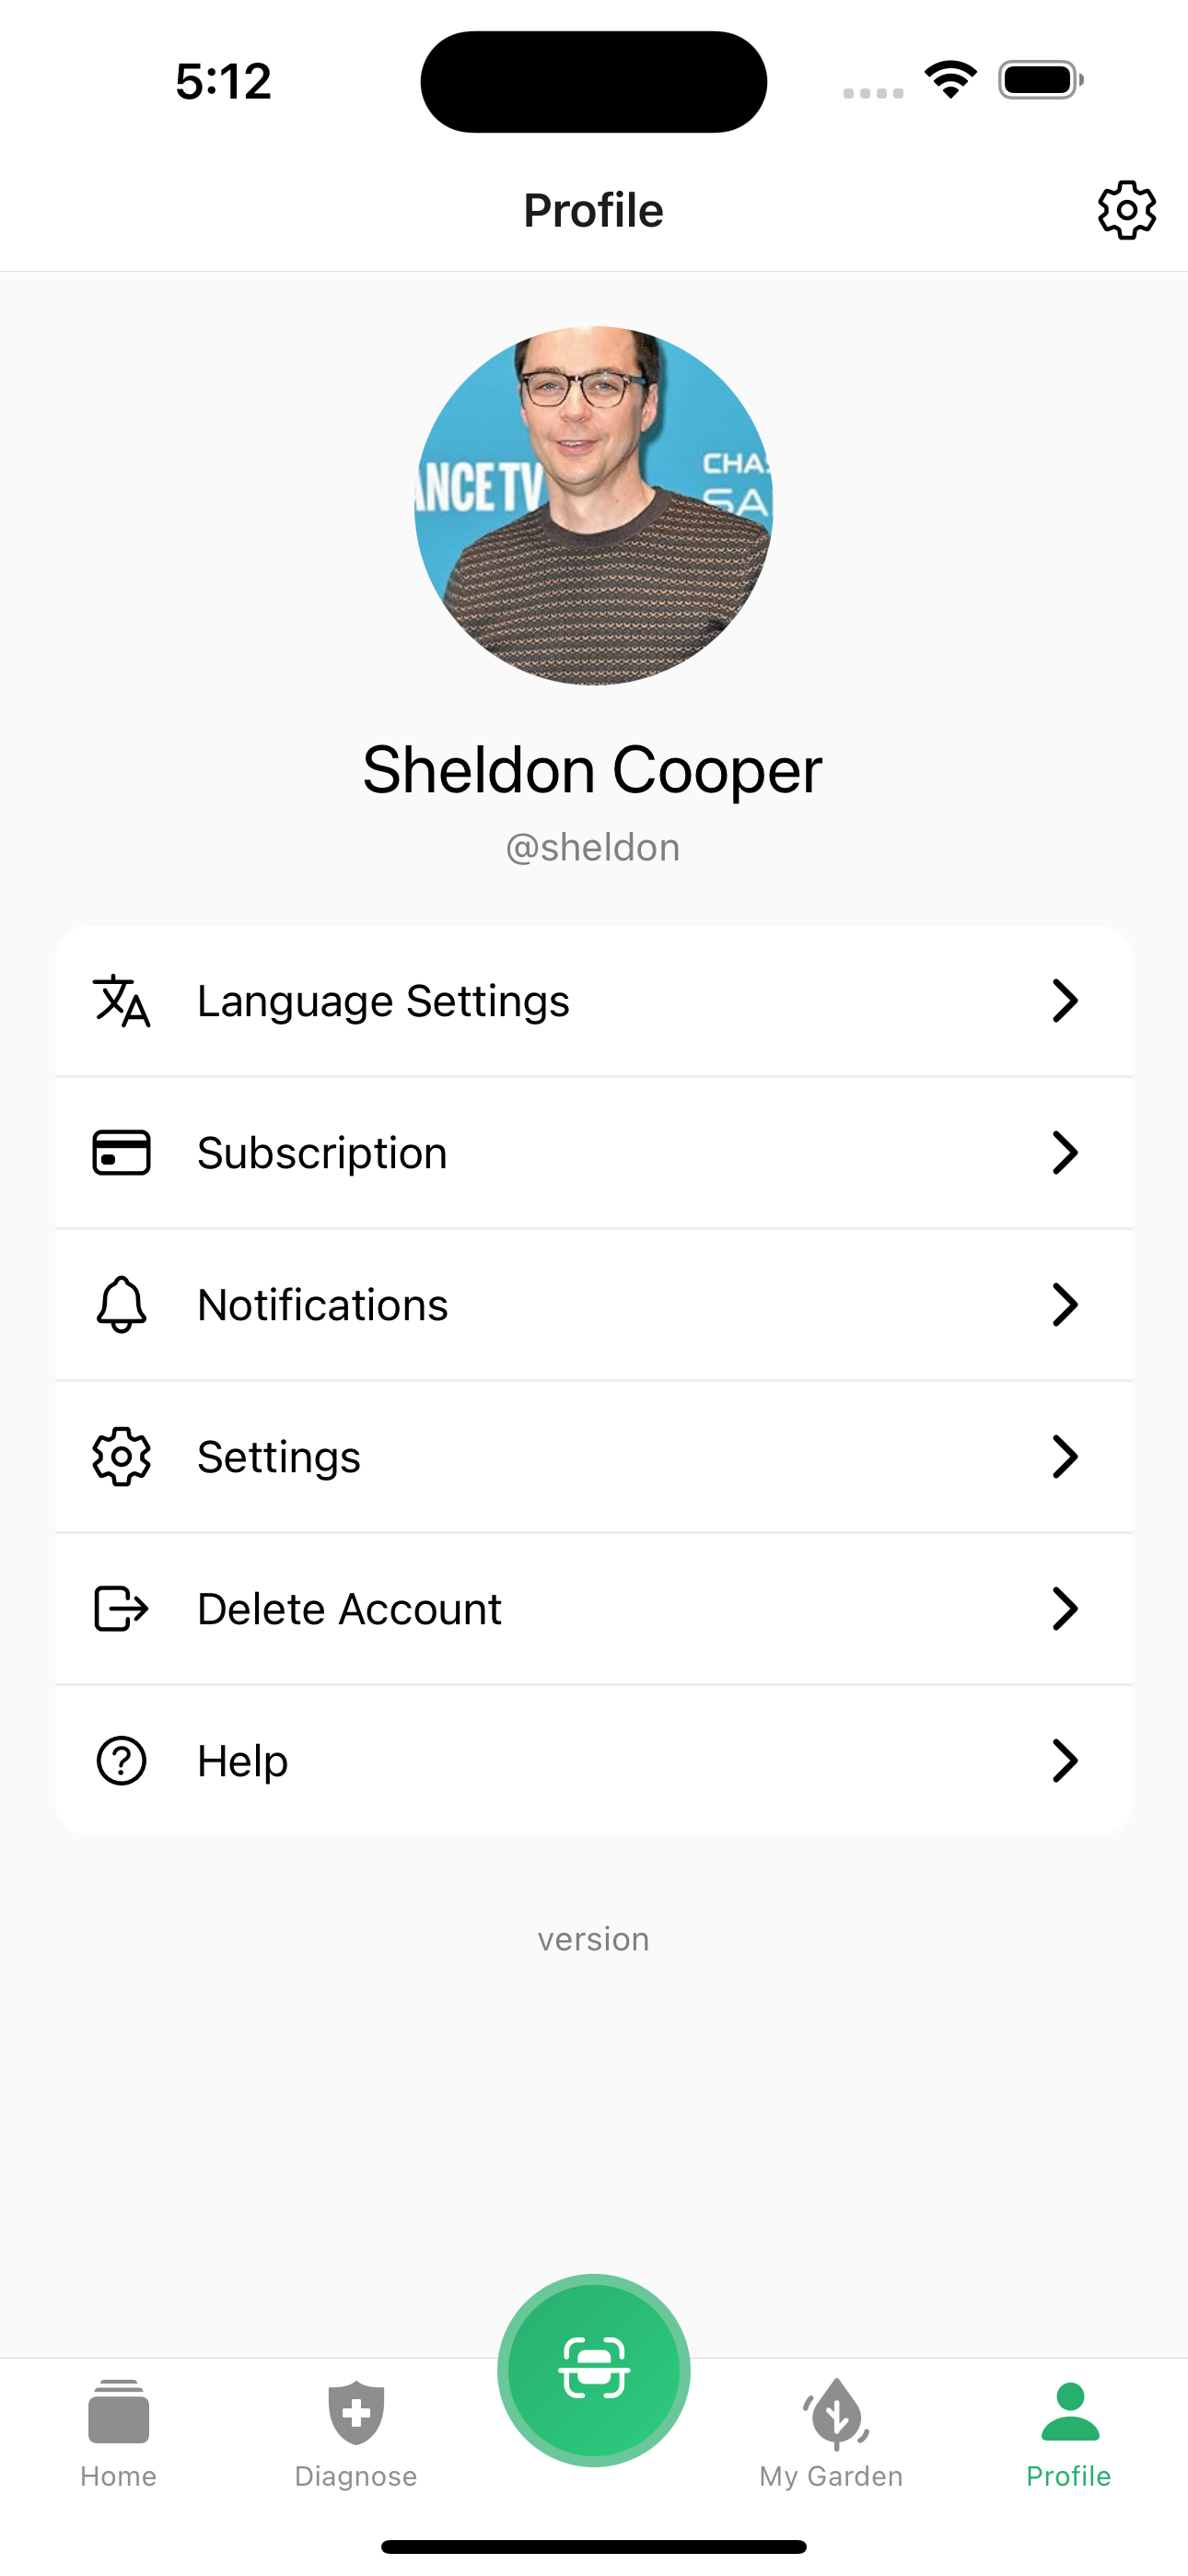 5:12
Profile
ANCE TV
CHAS
SA
Sheldon Cooper
@sheldon
Language Settings
Subscription
Notifications
Settings
Delete Account
Help
version
Home
Diagnose
My Garden
Profile